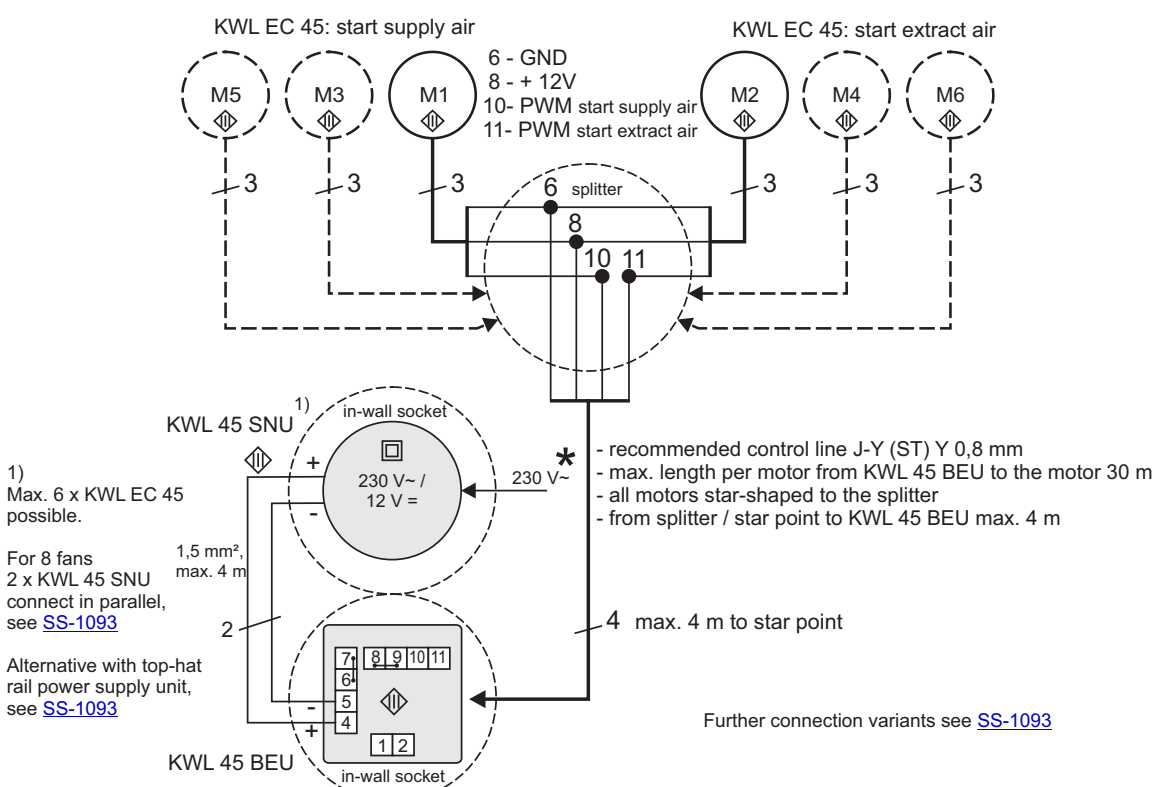 KWL EC 45: start supply air
KWL EC 45: start extract air
M5
M3
M1
M2
M4
M6
6 - GND
8 - + 12V
10- PWM start supply air
11- PWM start extract air
3
3
3
3
3
3
6
splitter
8
10
11
KWL 45 SNU
1)
in-wall socket
+
230 V~ /
12 V =
-
230 V~
*
- recommended control line J-Y (ST) Y 0,8 mm
- max. length per motor from KWL 45 BEU to the motor 30 m
- all motors star-shaped to the splitter
- from splitter / star point to KWL 45 BEU max. 4 m
1)
Max. 6 x KWL EC 45
possible.
For 8 fans
2 x KWL 45 SNU
connect in parallel,
see SS-1093
Alternative with top-hat
rail power supply unit,
see SS-1093
1,5 mm²,
max. 4 m
2
4 max. 4 m to star point
7
6
5
4
8 9 10 11
-
+
1 2
KWL 45 BEU
in-wall socket
Further connection variants see SS-1093